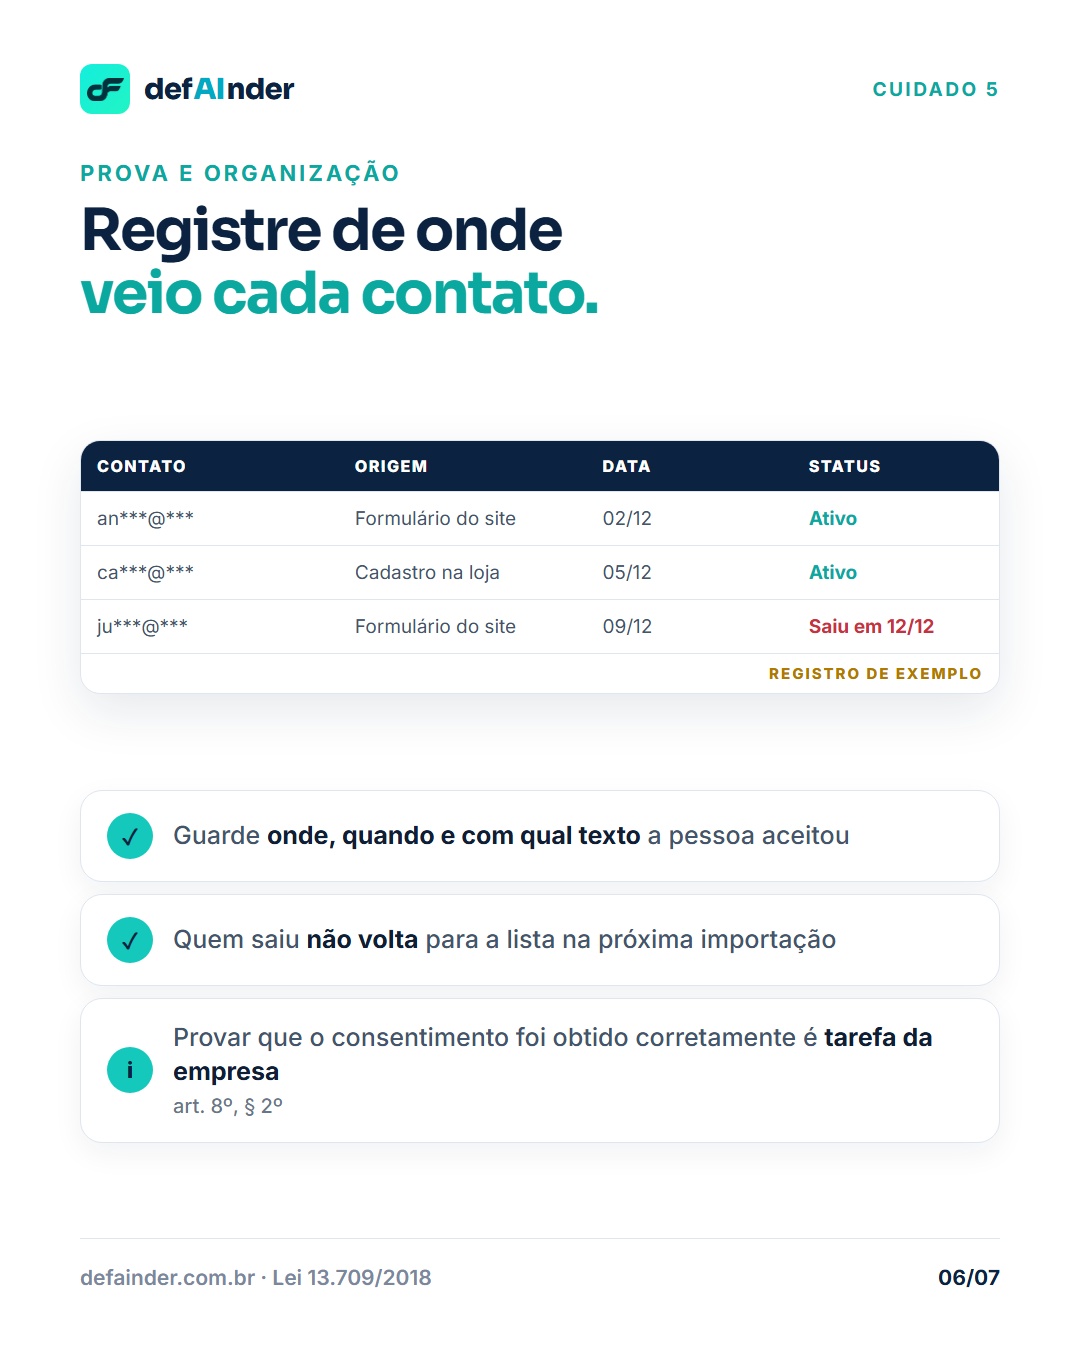 defAInder
CUIDADO 5
PROVA E ORGANIZAÇÃO
Registre de onde
veio cada contato.
CONTATO ORIGEM DATA STATUS
an***@*** Formulário do site 02/12 Ativo
ca***@*** Cadastro na loja 05/12 Ativo
ju***@*** Formulário do site 09/12 Saiu em 12/12
REGISTRO DE EXEMPLO
✓ Guarde onde, quando e com qual texto a pessoa aceitou
✓ Quem saiu não volta para a lista na próxima importação
i Provar que o consentimento foi obtido corretamente é tarefa da
empresa
art. 8º, § 2º
defainder.com.br · Lei 13.709/2018
06/07